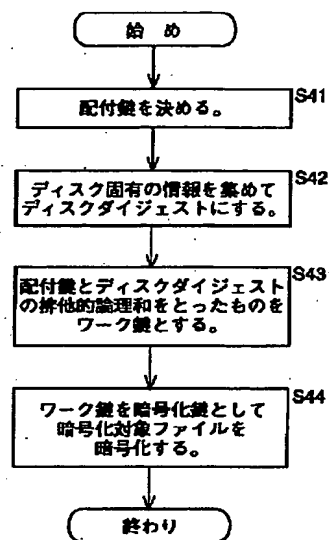 始め
S41
配付鍵を決める。
S42
ディスク固有の情報を集めて
ディスクダイジェストにする。
S43
配付鍵とディスクダイジェスト
の排他的論理和をとったものを
ワーク鍵とする。
S44
ワーク鍵を暗号化鍵として
暗号化対象ファイルを
暗号化する。
終わり